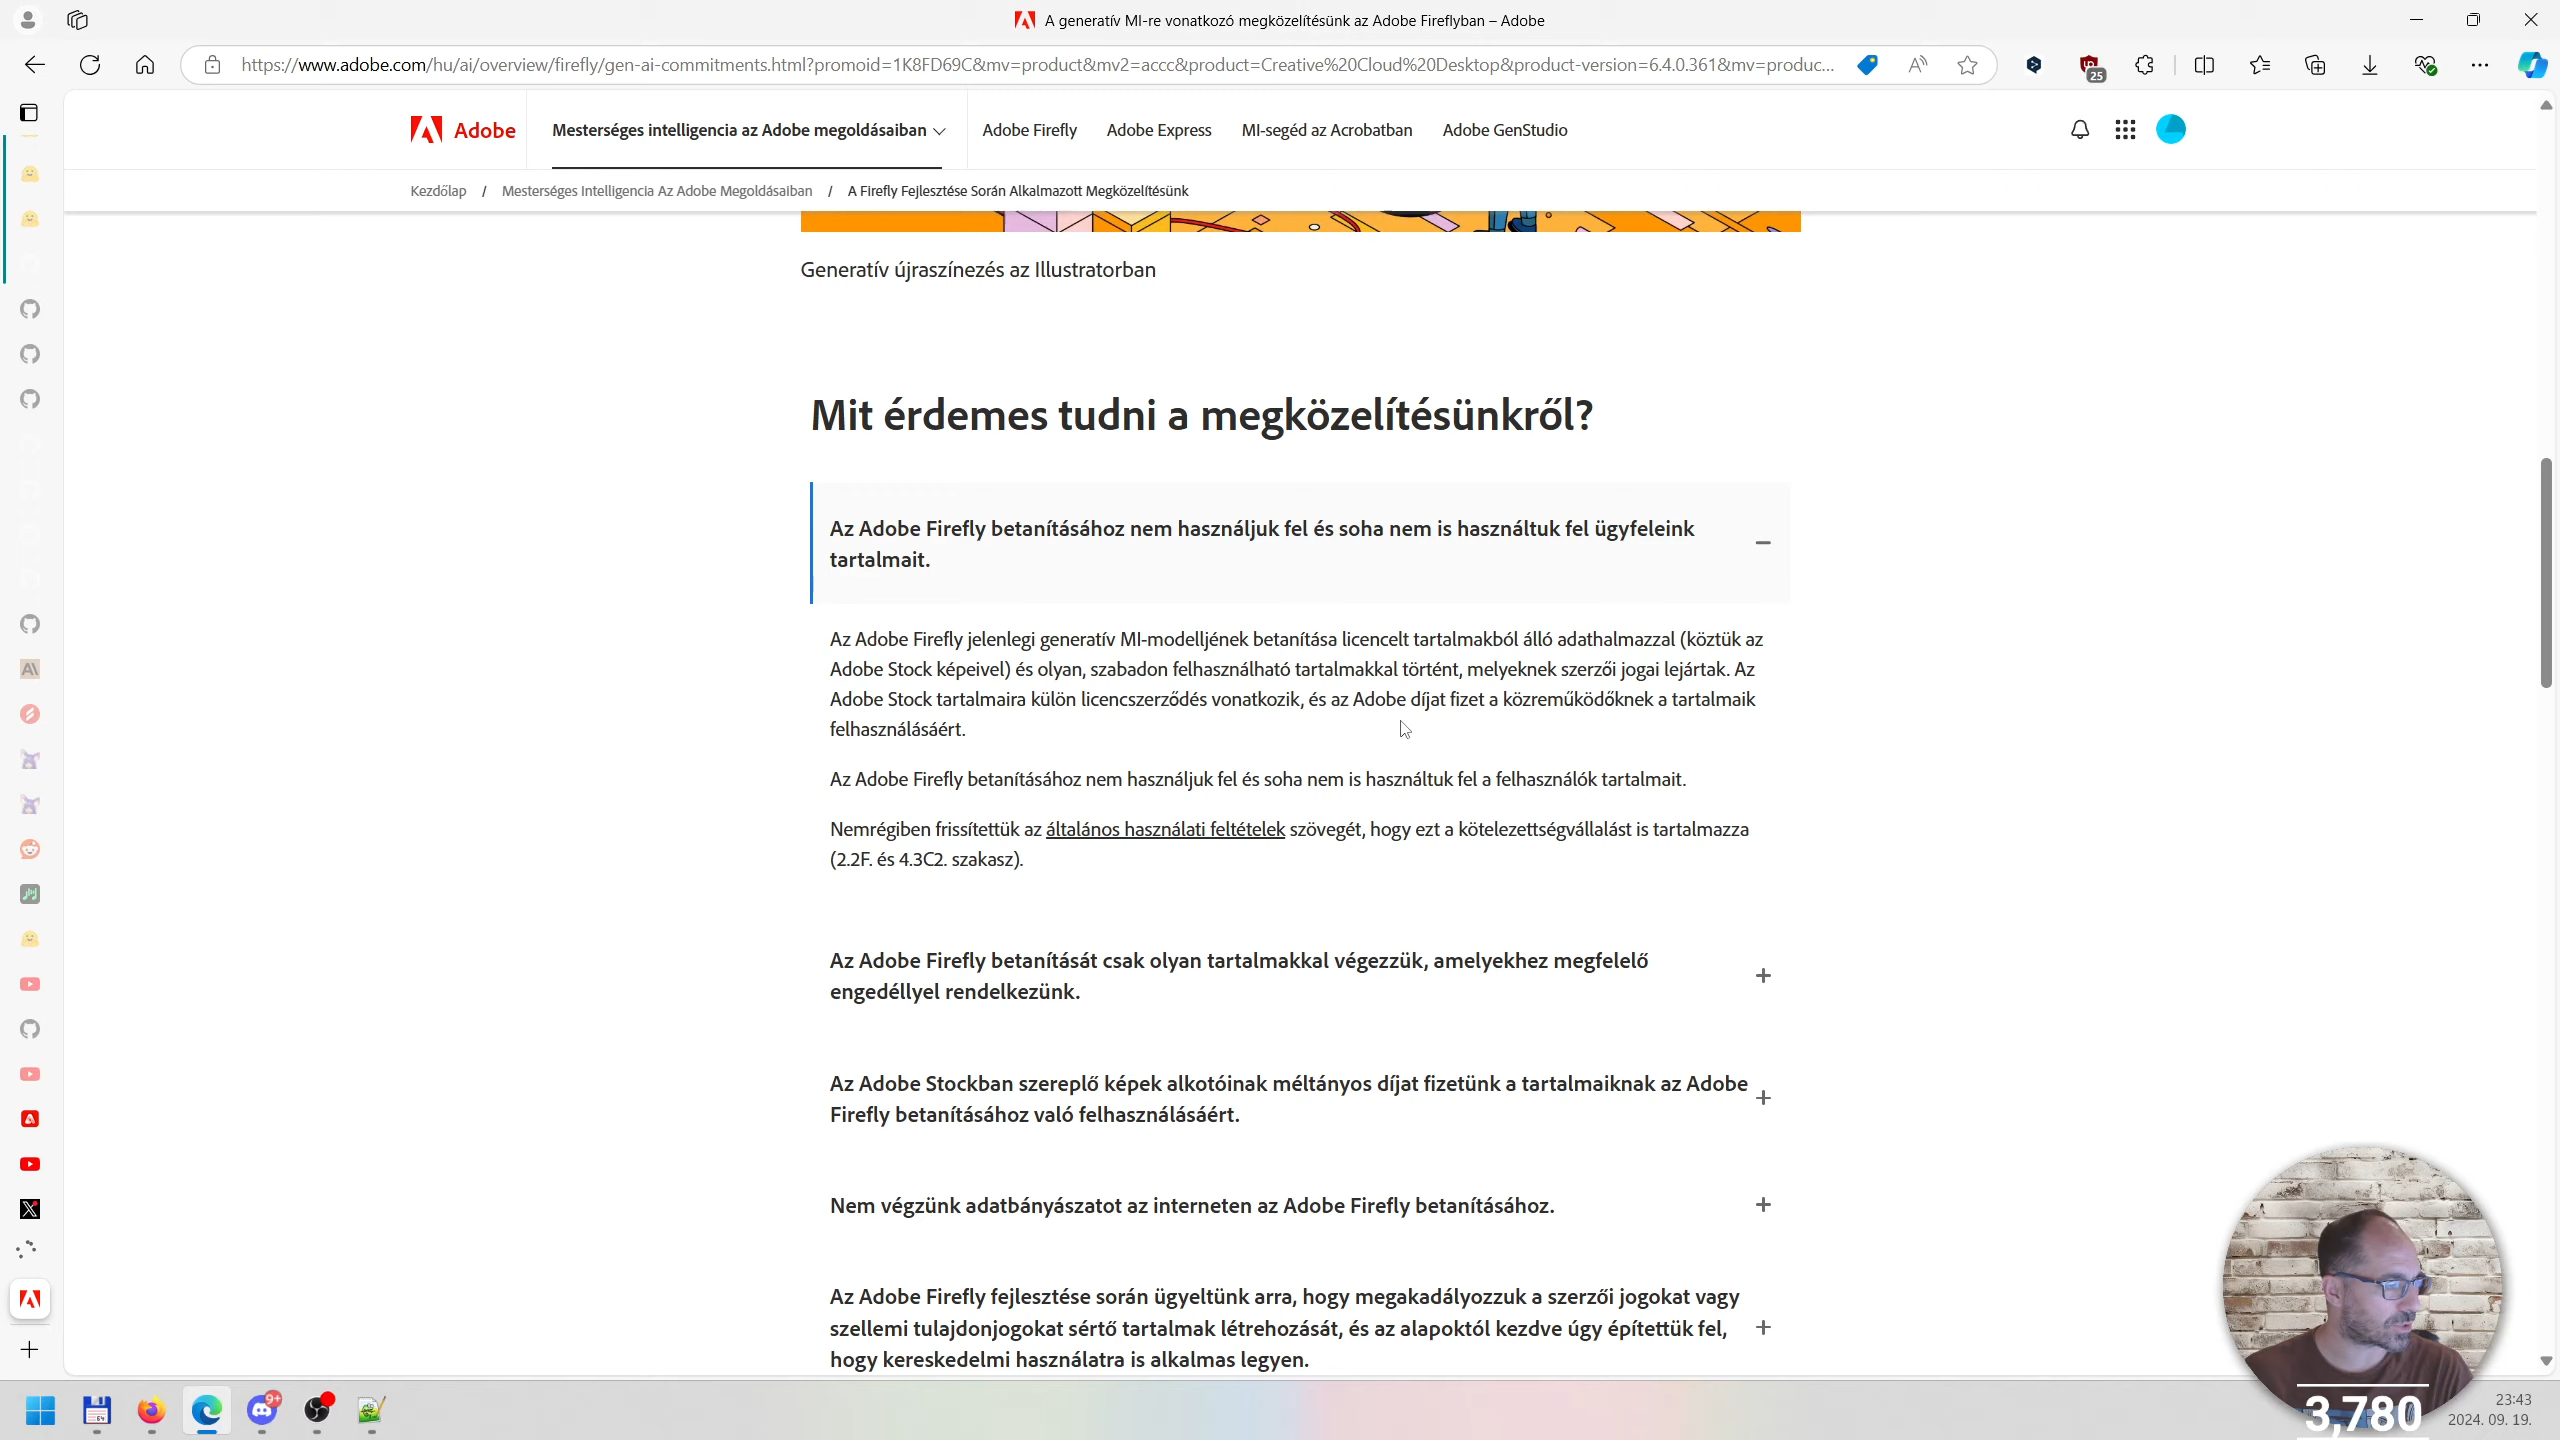 A generatív MI-re vonatkozó megközelítésünk az Adobe Fireflyban – Adobe
https://www.adobe.com/hu/ai/overview/firefly/gen-ai-commitments.html?promoid=1K8FD69C&mv=product&mv2=accc&product=Creative%20Cloud%20Desktop&product-version=6.4.0.361&mv=produc...
25
Adobe
Mesterséges intelligencia az Adobe megoldásaiban
Adobe Firefly
Adobe Express
MI-segéd az Acrobatban
Adobe GenStudio
Kezdőlap / Mesterséges Intelligencia Az Adobe Megoldásaiban / A Firefly Fejlesztése Során Alkalmazott Megközelítésünk
Generatív újraszínezés az Illustratorban
Mit érdemes tudni a megközelítésünkről?
Az Adobe Firefly betanításához nem használjuk fel és soha nem is használtuk fel ügyfeleink
tartalmait.
Az Adobe Firefly jelenlegi generatív MI-modelljének betanítása licencelt tartalmakból álló adathalmazzal (köztük az
Adobe Stock képeivel) és olyan, szabadon felhasználható tartalmakkal történt, melyeknek szerzői jogai lejártak. Az
Adobe Stock tartalmaira külön licencszerződés vonatkozik, és az Adobe díjat fizet a közreműködőknek a tartalmaik
felhasználásáért.
Az Adobe Firefly betanításához nem használjuk fel és soha nem is használtuk fel a felhasználók tartalmait.
Nemrégiben frissítettük az általános használati feltételek szövegét, hogy ezt a kötelezettségvállalást is tartalmazza
(2.2F. és 4.3C2. szakasz).
Az Adobe Firefly betanítását csak olyan tartalmakkal végezzük, amelyekhez megfelelő
engedéllyel rendelkezünk.
Az Adobe Stockban szereplő képek alkotóinak méltányos díjat fizetünk a tartalmaiknak az Adobe
Firefly betanításához való felhasználásáért.
Nem végzünk adatbányászatot az interneten az Adobe Firefly betanításához.
Az Adobe Firefly fejlesztése során ügyeltünk arra, hogy megakadályozzuk a szerzői jogokat vagy
szellemi tulajdonjogokat sértő tartalmak létrehozását, és az alapoktól kezdve úgy építettük fel,
hogy kereskedelmi használatra is alkalmas legyen.
9+
3,780
23:43
2024. 09. 19.